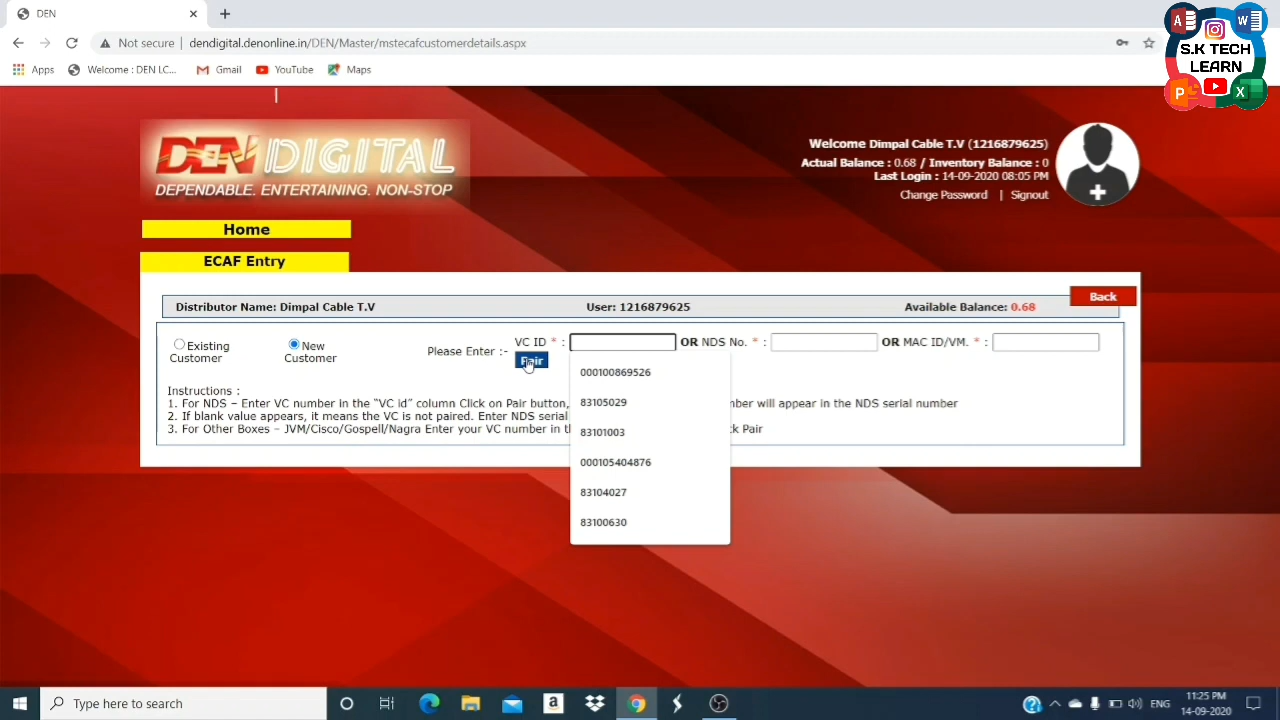 DEN
Not secure | dendigital.denonline.in/DEN/Master/mstecafcustomerdetails.aspx
Apps Welcome : DEN LC... Gmail YouTube Maps
S.K TECH
LEARN
DEN DIGITAL
DEPENDABLE. ENTERTAINING. NON-STOP
Welcome Dimpal Cable T.V (1216879625)
Actual Balance : 0.68 / Inventory Balance : 0
Last Login : 14-09-2020 08:05 PM
Change Password | Signout
Home
ECAF Entry
Back
Distributor Name: Dimpal Cable T.V User: 1216879625 Available Balance: 0.68
Existing Customer
New Customer
Please Enter :-
VC ID * : OR NDS No. * : OR MAC ID/VM. * :
Pair
Instructions :
1. For NDS – Enter VC number in the "VC id" column Click on Pair button, mber will appear in the NDS serial number
2. If blank value appears, it means the VC is not paired. Enter NDS serial
3. For Other Boxes – JVM/Cisco/Gospell/Nagra Enter your VC number in th ck Pair
000100869526
83105029
83101003
000105404876
83104027
83100630
Type here to search
ENG
11:25 PM
14-09-2020